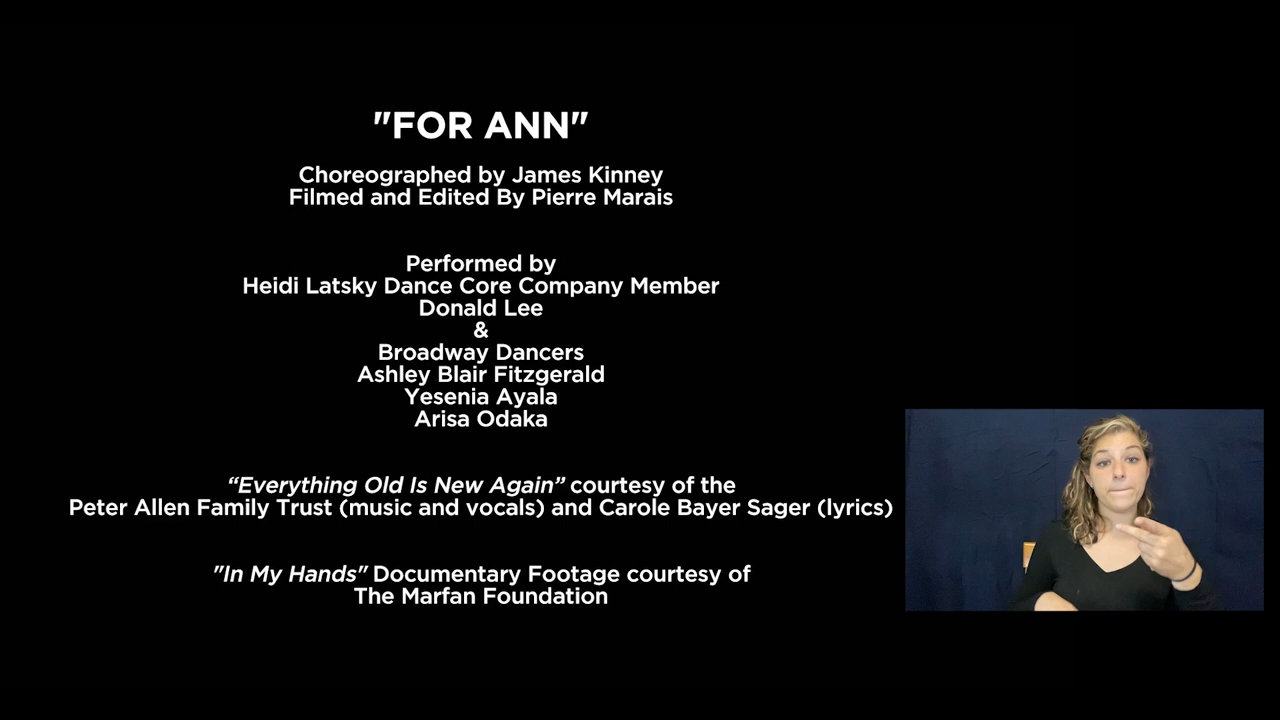 "FOR ANN"
Choreographed by James Kinney
Filmed and Edited By Pierre Marais
Performed by
Heidi Latsky Dance Core Company Member
Donald Lee
&
Broadway Dancers
Ashley Blair Fitzgerald
Yesenia Ayala
Arisa Odaka
“Everything Old Is New Again” courtesy of the
Peter Allen Family Trust (music and vocals) and Carole Bayer Sager (lyrics)
"In My Hands" Documentary Footage courtesy of
The Marfan Foundation